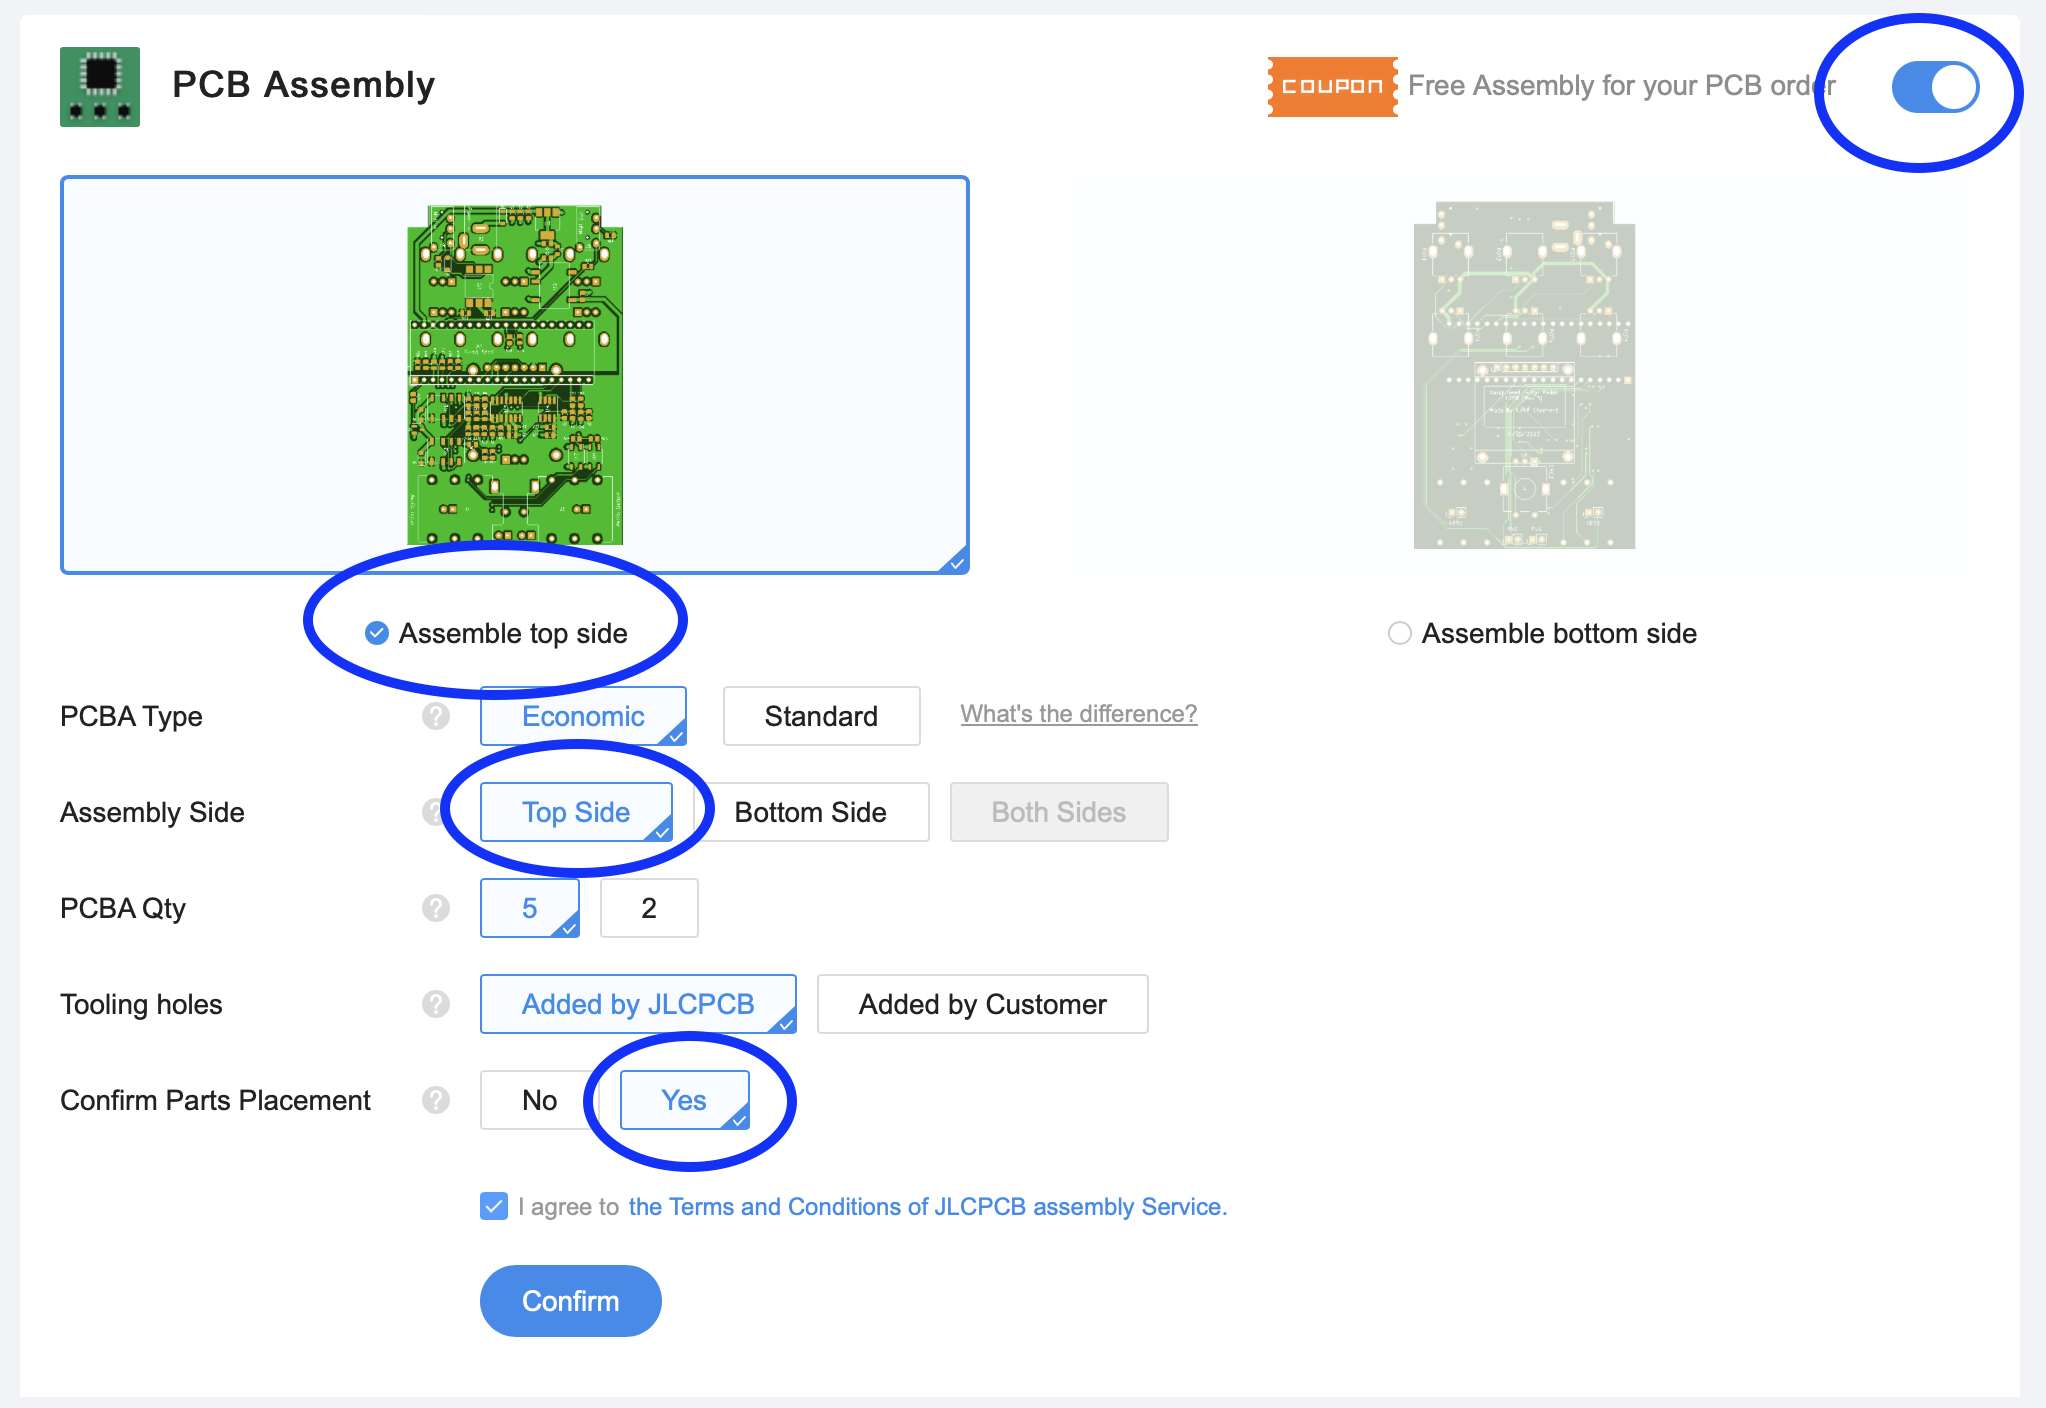 PCB Assembly
COUPON Free Assembly for your PCB order
Assemble top side
Assemble bottom side
PCBA Type ? Economic Standard What's the difference?
Assembly Side ? Top Side Bottom Side Both Sides
PCBA Qty ? 5 2
Tooling holes ? Added by JLCPCB Added by Customer
Confirm Parts Placement ? No Yes
I agree to the Terms and Conditions of JLCPCB assembly Service.
Confirm